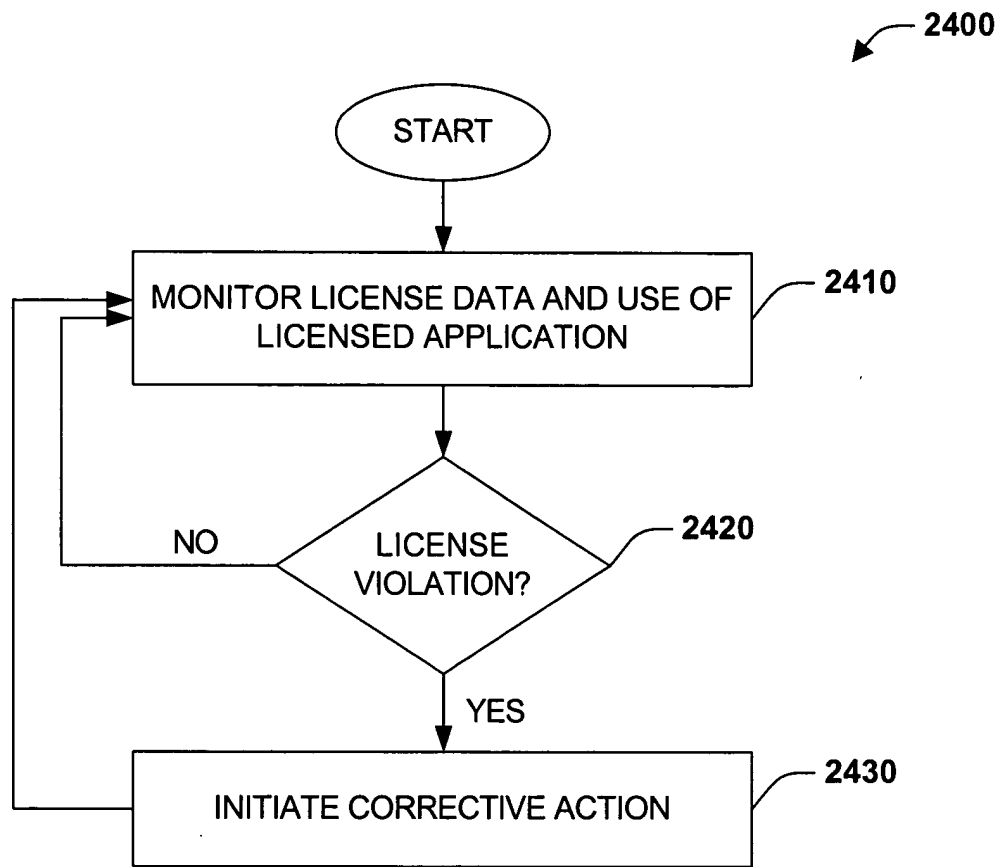 2400
START
MONITOR LICENSE DATA AND USE OF
LICENSED APPLICATION
2410
LICENSE
VIOLATION?
2420
NO
YES
INITIATE CORRECTIVE ACTION
2430